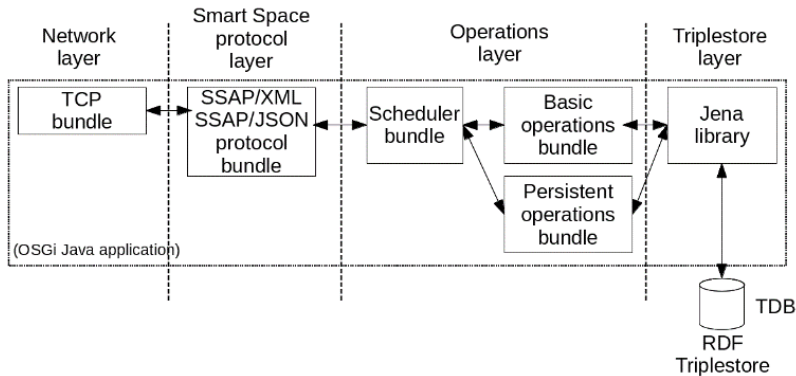 Network
layer
Smart Space
protocol
layer
Operations
layer
Triplestore
layer
TCP
bundle
SSAP/XML
SSAP/JSON
protocol
bundle
Scheduler
bundle
Basic
operations
bundle
Persistent
operations
bundle
Jena
library
(OSGi Java application)
TDB
RDF
Triplestore